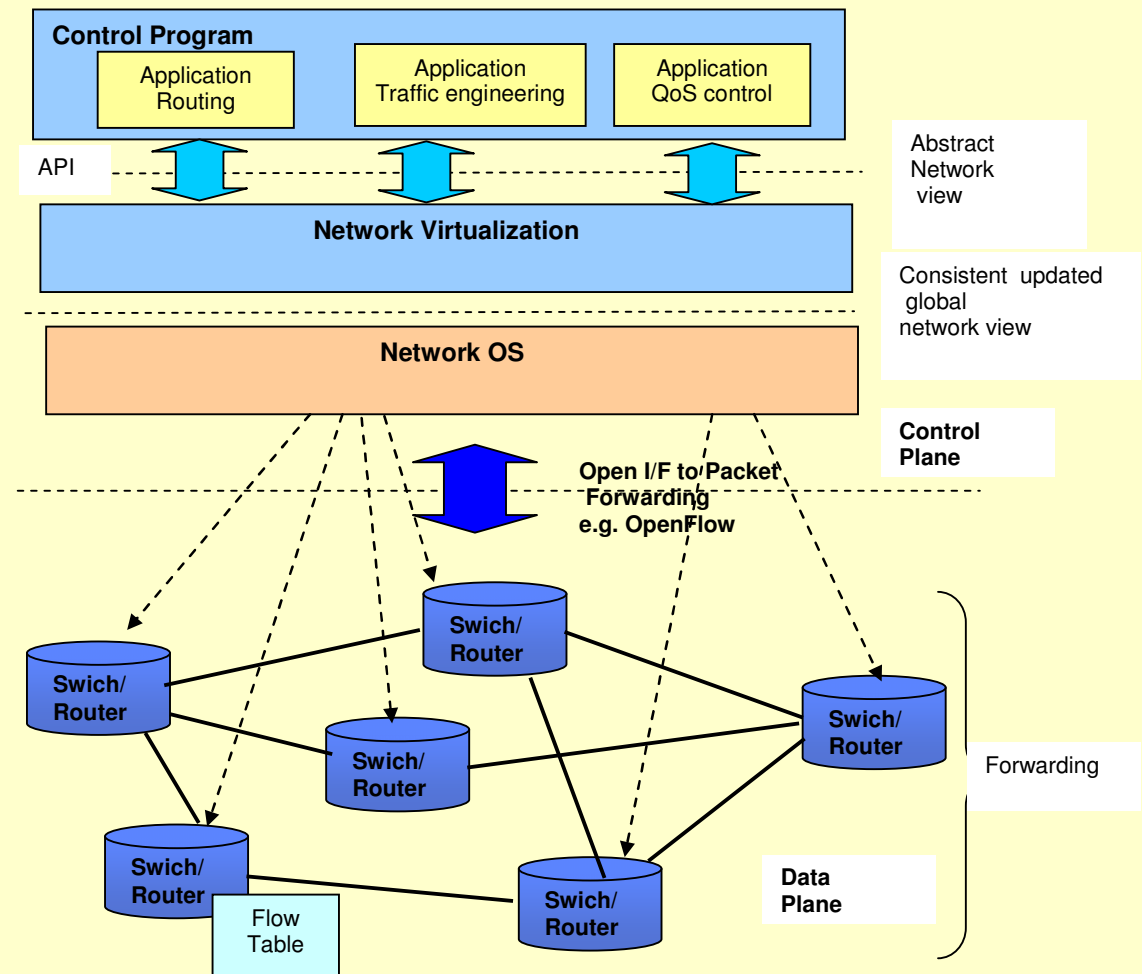 Control Program
Application
Routing
Application
Traffic engineering
Application
QoS control
API
Abstract
Network
view
Network Virtualization
Consistent updated
global
network view
Network OS
Control
Plane
Open I/F to Packet
Forwarding
e.g. OpenFlow
Swich/
Router
Swich/
Router
Swich/
Router
Swich/
Router
Forwarding
Swich/
Router
Swich/
Router
Data
Plane
Flow
Table